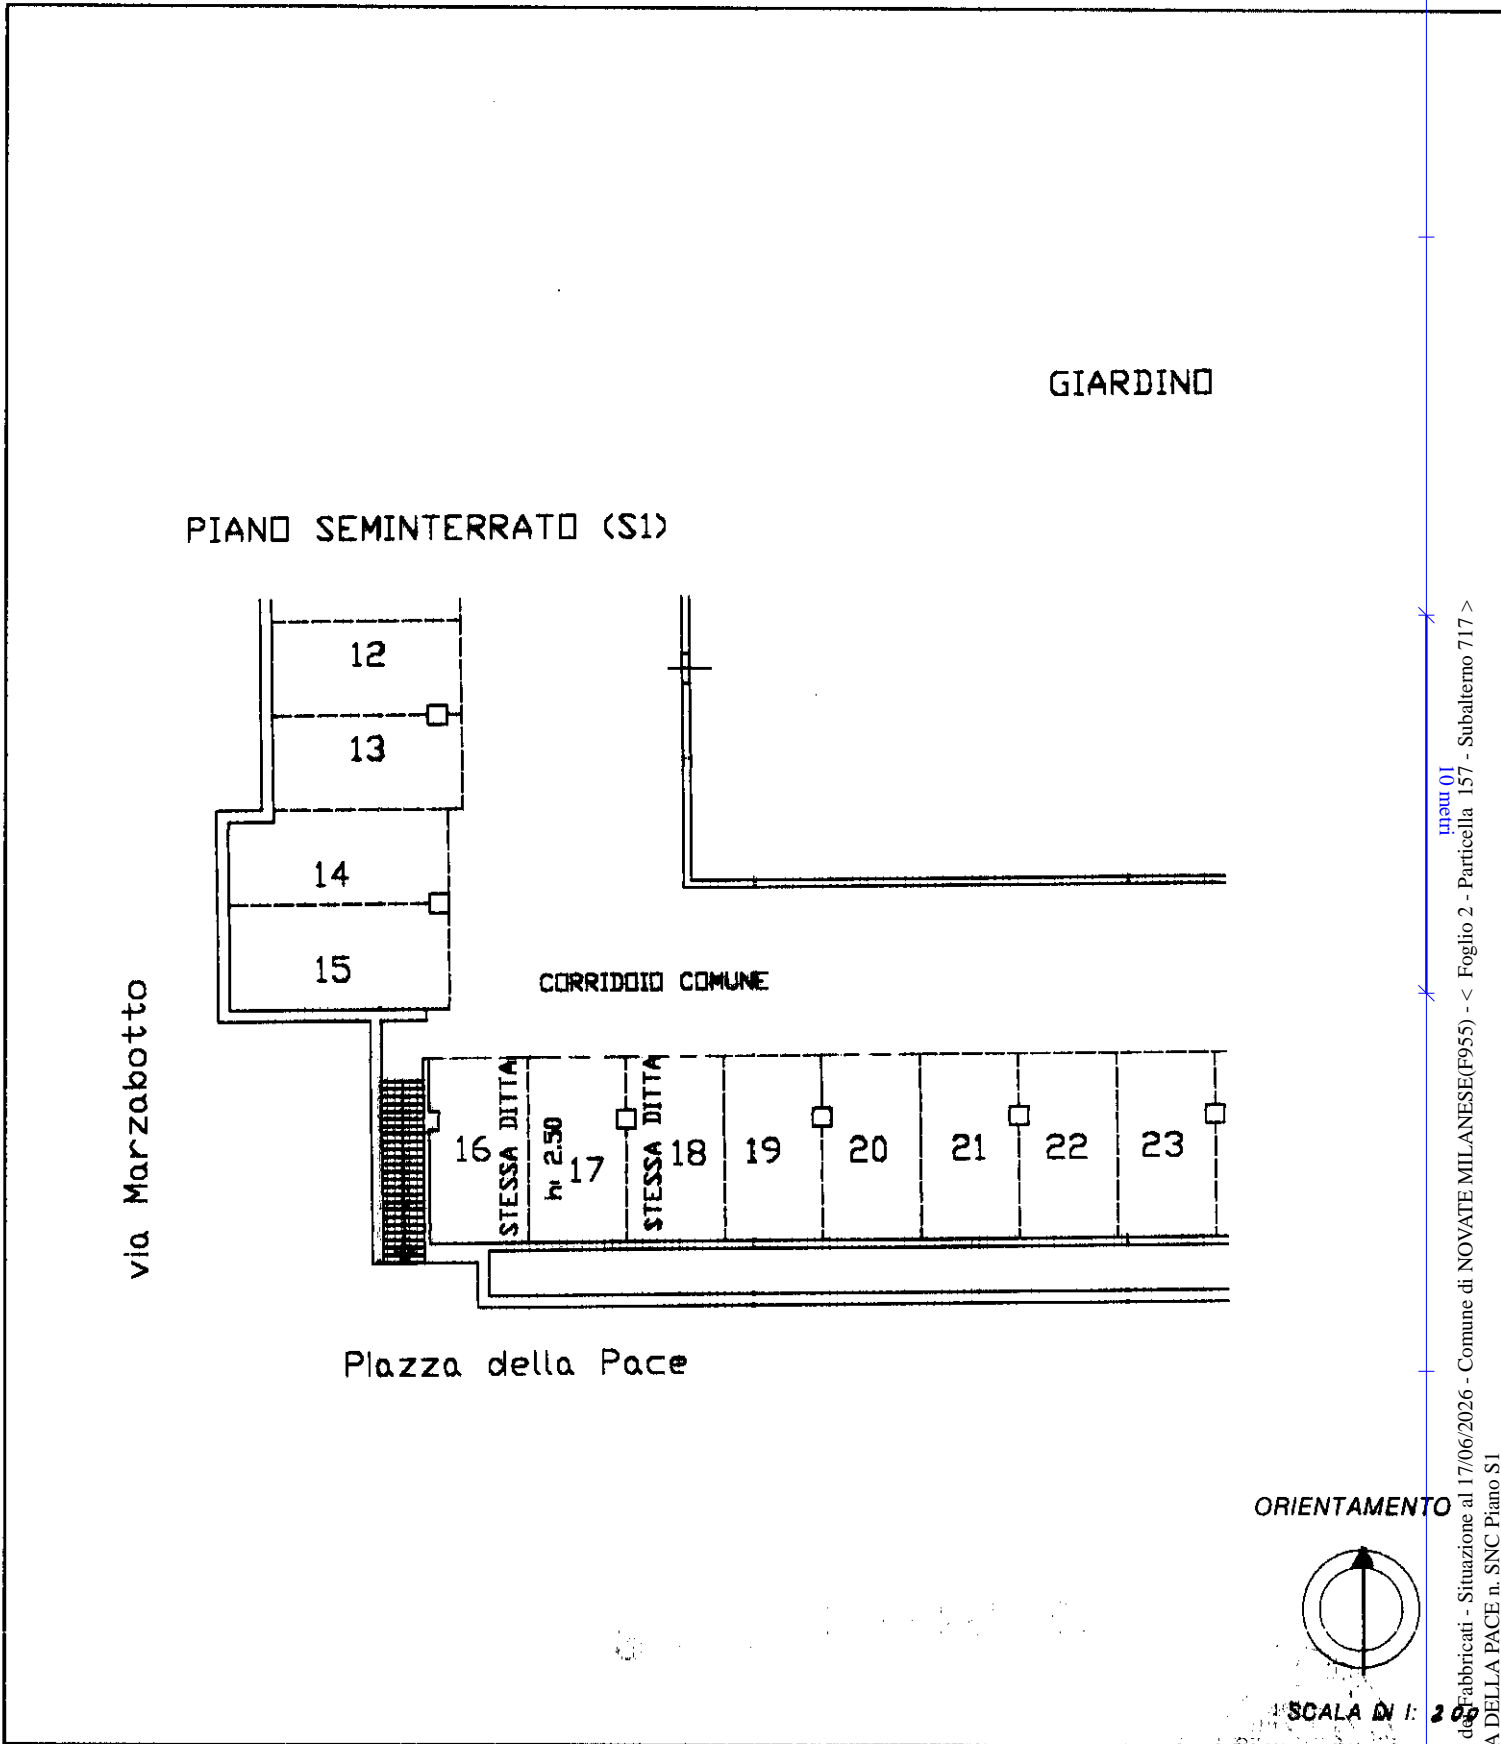 GIARDINO
PIANO SEMINTERRATO (S1)
12
13
14
15
CORRIDOIO COMUNE
via Marzabotto
16
STESSA DITTA
h: 2.50
17
STESSA DITTA
18
19
20
21
22
23
Piazza della Pace
ORIENTAMENTO
SCALA DI 1: 200
10 metri
dei Fabbricati - Situazione al 17/06/2026 - Comune di NOVATE MILANESE(F955) - < Foglio 2 - Particella 157 - Subalterno 717 >
A DELLA PACE n. SNC Piano S1